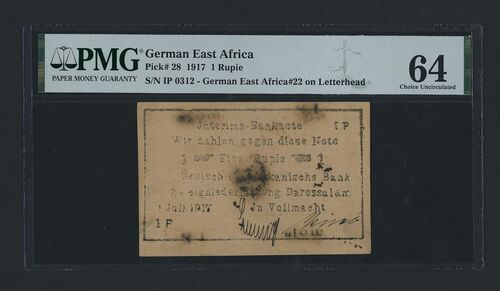 PMG
PAPER MONEY GUARANTY
German East Africa
Pick# 28 1917 1 Rupie
S/N IP 0312 - German East Africa#22 on Letterhead
64
Choice Uncirculated
Interims-Banknote
I P
Wir zahlen gegen diese Note
1 Eine Rupie 1
Deutsch kanische Bank
Daressalam
Juli 1917
In Vollmacht
I P